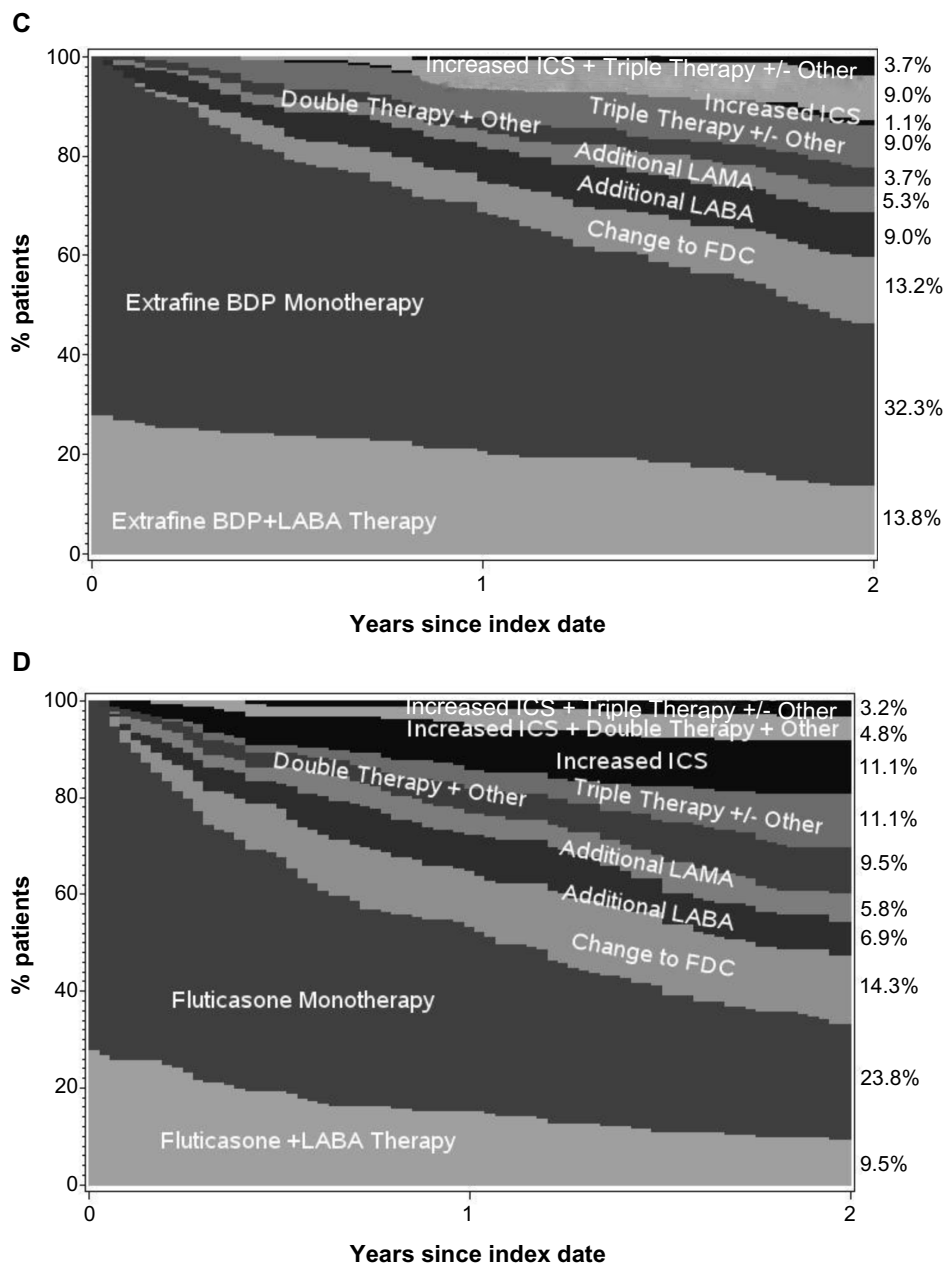 C
100
80
60
40
20
0
% patients
Increased ICS + Triple Therapy +/- Other
Increased ICS
Double Therapy + Other
Triple Therapy +/- Other
Additional LAMA
Additional LABA
Change to FDC
Extrafine BDP Monotherapy
Extrafine BDP+LABA Therapy
3.7%
9.0%
1.1%
9.0%
3.7%
5.3%
9.0%
13.2%
32.3%
13.8%
0
1
2
Years since index date
D
100
80
60
40
20
0
% patients
Increased ICS + Triple Therapy +/- Other
Increased ICS + Double Therapy + Other
Increased ICS
Double Therapy + Other
Triple Therapy +/- Other
Additional LAMA
Additional LABA
Change to FDC
Fluticasone Monotherapy
Fluticasone +LABA Therapy
3.2%
4.8%
11.1%
11.1%
9.5%
5.8%
6.9%
14.3%
23.8%
9.5%
0
1
2
Years since index date